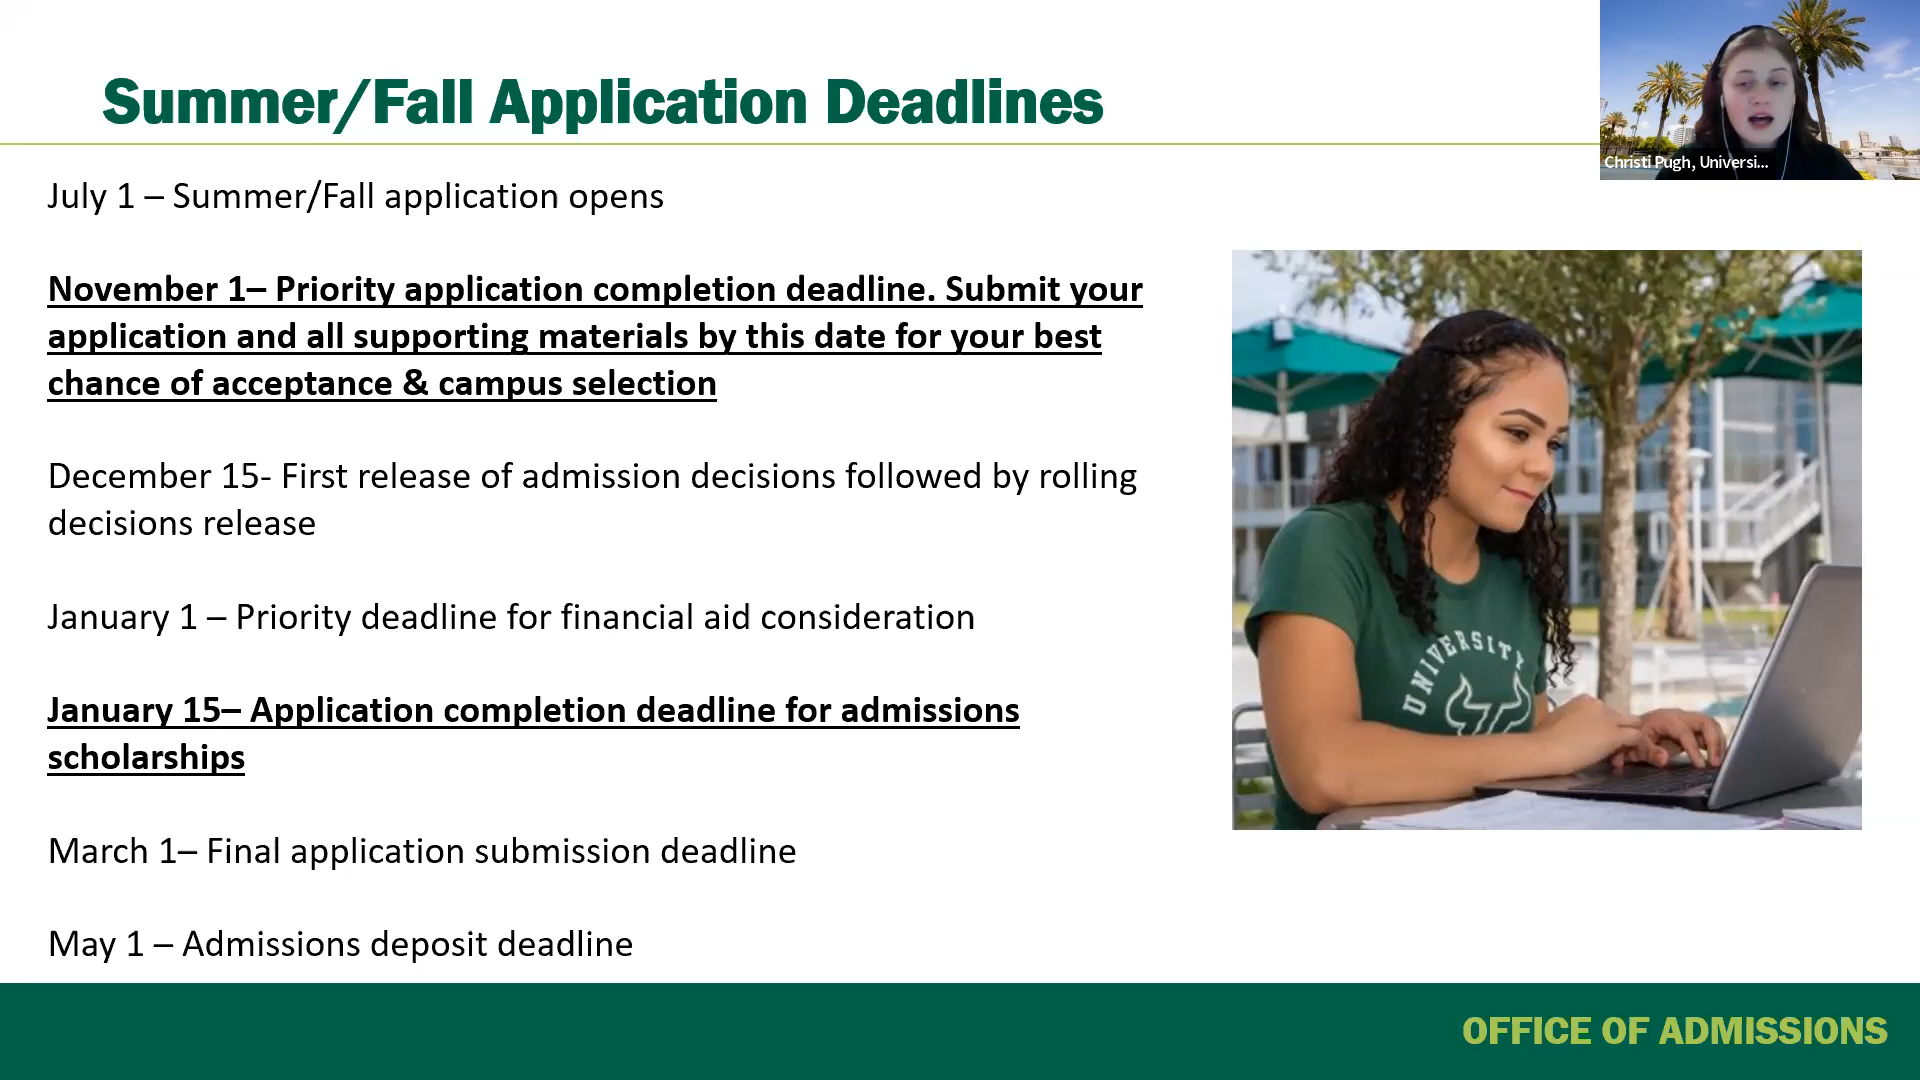 Summer/Fall Application Deadlines
Christi Pugh, Universi...
July 1 – Summer/Fall application opens
November 1– Priority application completion deadline. Submit your
application and all supporting materials by this date for your best
chance of acceptance & campus selection
December 15- First release of admission decisions followed by rolling
decisions release
January 1 – Priority deadline for financial aid consideration
January 15– Application completion deadline for admissions
scholarships
March 1– Final application submission deadline
May 1 – Admissions deposit deadline
UNIVERSITY
OFFICE OF ADMISSIONS